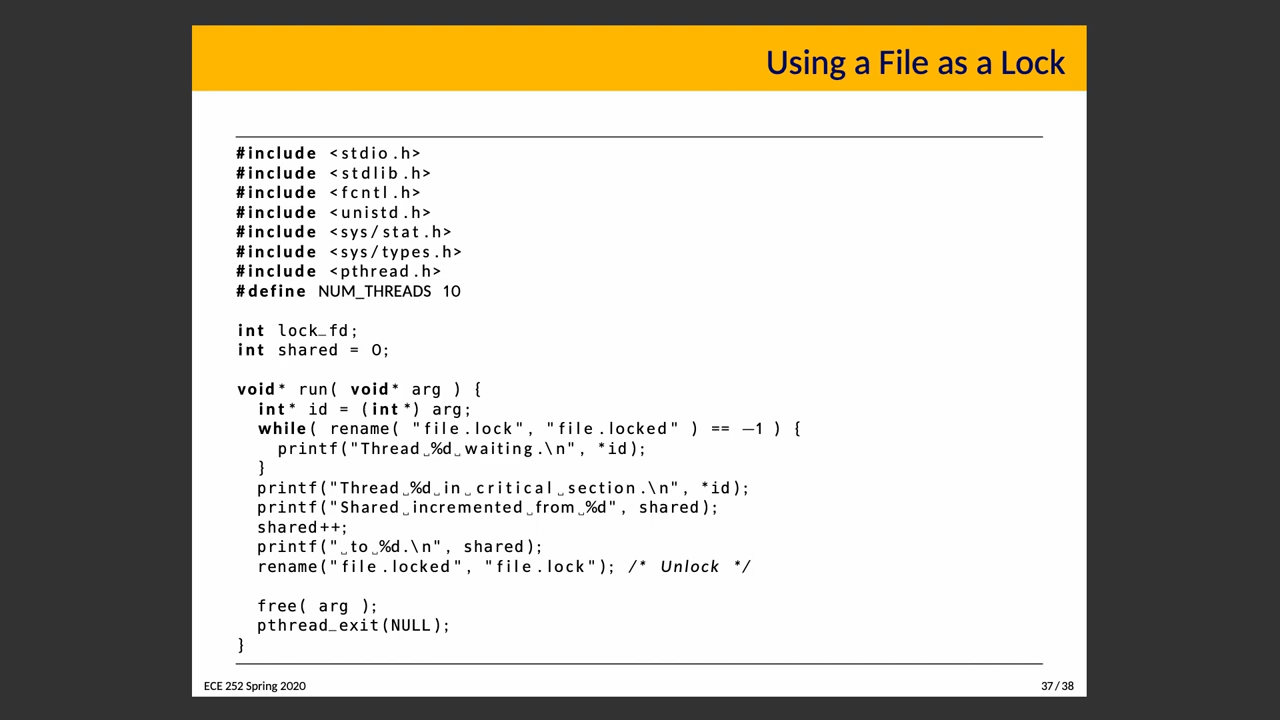 Using a File as a Lock
#include <stdio.h>
#include <stdlib.h>
#include <fcntl.h>
#include <unistd.h>
#include <sys/stat.h>
#include <sys/types.h>
#include <pthread.h>
#define NUM_THREADS 10
int lock_fd;
int shared = 0;
void* run( void* arg ) {
int* id = (int*) arg;
while( rename( "file.lock", "file.locked" ) == −1 ) {
printf("Thread␣%d␣waiting.\n", *id);
}
printf("Thread␣%d␣in␣critical␣section.\n", *id);
printf("Shared␣incremented␣from␣%d", shared);
shared++;
printf("␣to␣%d.\n", shared);
rename("file.locked", "file.lock"); /* Unlock */
free( arg );
pthread_exit(NULL);
}
ECE 252 Spring 2020
37 / 38